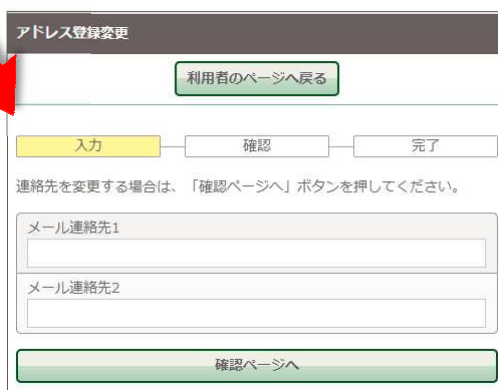 アドレス登録変更
利用者のページへ戻る
入力 確認 完了
連絡先を変更する場合は、「確認ページへ」ボタンを押してください。
メール連絡先1
メール連絡先2
確認ページへ